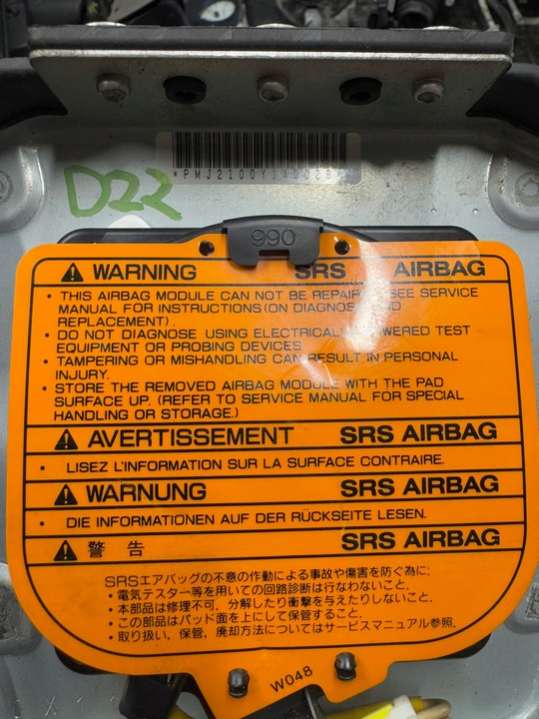 D22
990
WARNING SRS AIRBAG
• THIS AIRBAG MODULE CAN NOT BE REPAIR SEE SERVICE
MANUAL FOR INSTRUCTIONS (ON DIAGNOS ND
REPLACEMENT).
• DO NOT DIAGNOSE USING ELECTRICAL WERED TEST
EQUIPMENT OR PROBING DEVICES
• TAMPERING OR MISHANDLING CAN RESULT IN PERSONAL
INJURY.
• STORE THE REMOVED AIRBAG MODULE WITH THE PAD
SURFACE UP. (REFER TO SERVICE MANUAL FOR SPECIAL
HANDLING OR STORAGE.)
AVERTISSEMENT SRS AIRBAG
• LISEZ L'INFORMATION SUR LA SURFACE CONTRAIRE.
WARNUNG SRS AIRBAG
• DIE INFORMATIONEN AUF DER RÜCKSEITE LESEN.
警 告 SRS AIRBAG
SRSエアバッグの不意の作動による事故や傷害を防ぐ為に:
・電気テスター等を用いての回路診断は行なわないこと.
・本部品は修理不可. 分解したり衝撃を与えたりしないこと.
・この部品はパッド面を上にして保管すること.
・取り扱い, 保管, 廃却方法についてはサービスマニュアル参照.
W048